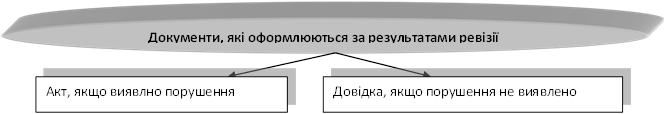 Документи, які оформлюються за результатами ревізії
Акт, якщо виявлно порушення
Довідка, якщо порушення не виявлено